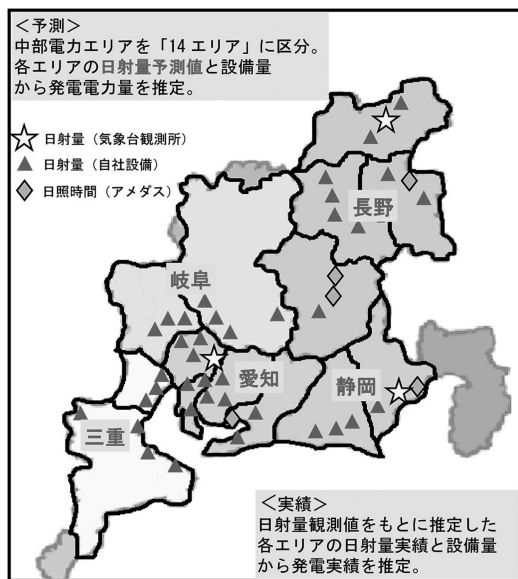 ＜予測＞
中部電力エリアを「14エリア」に区分。
各エリアの日射量予測値と設備量
から発電電力量を推定。
日射量（気象台観測所）
日射量（自社設備）
日照時間（アメダス）
長野
岐阜
愛知
静岡
三重
＜実績＞
日射量観測値をもとに推定した
各エリアの日射量実績と設備量
から発電実績を推定。